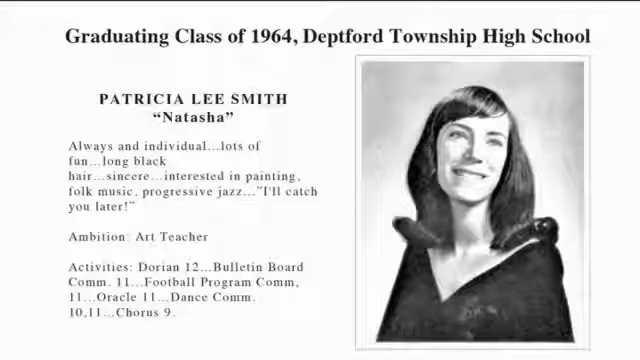 Graduating Class of 1964, Deptford Township High School
PATRICIA LEE SMITH
“Natasha”
Always and individual...lots of
fun...long black
hair...sincere...interested in painting,
folk music, progressive jazz...”I'll catch
you later!”
Ambition: Art Teacher
Activities: Dorian 12...Bulletin Board
Comm. 11...Football Program Comm,
11...Oracle 11...Dance Comm.
10,11...Chorus 9.